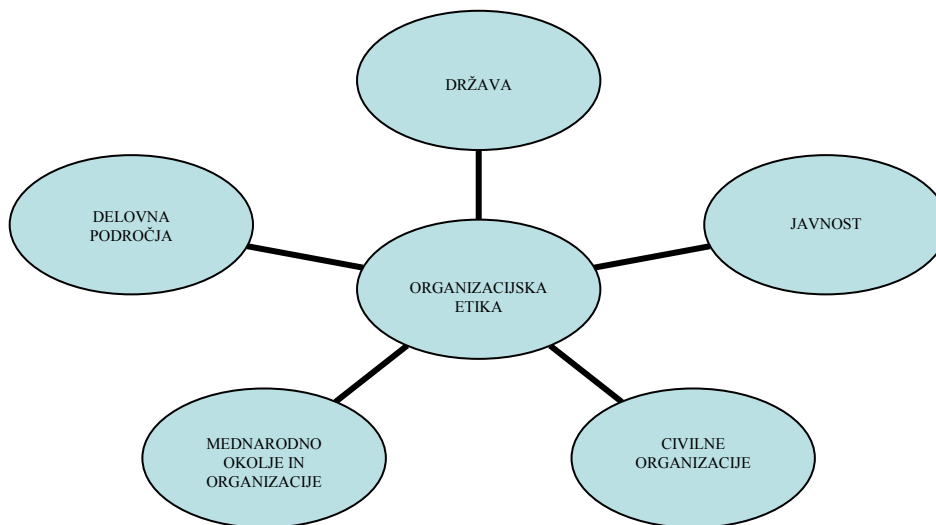 DRŽAVA
DELOVNA
PODROČJA
JAVNOST
ORGANIZACIJSKA
ETIKA
MEDNARODNO
OKOLJE IN
ORGANIZACIJE
CIVILNE
ORGANIZACIJE